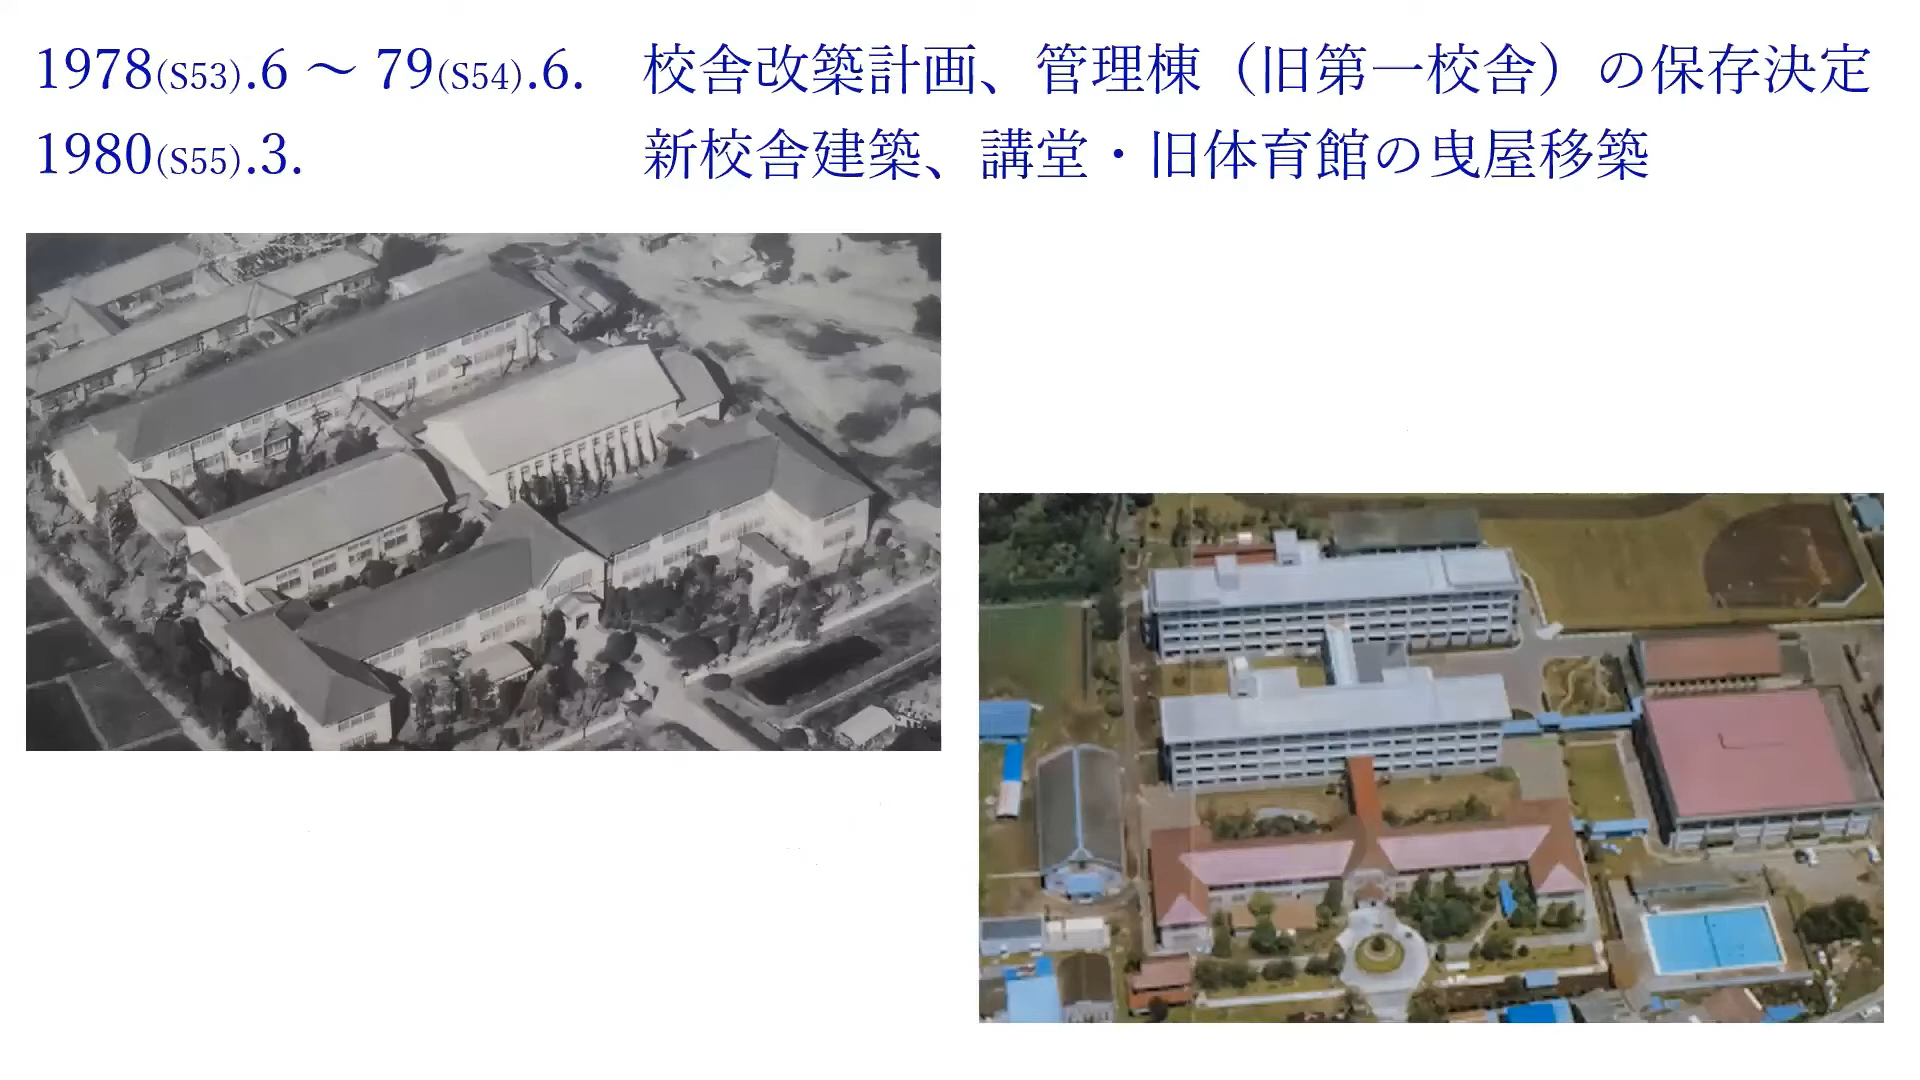 1978(S53).6 ～ 79(S54).6. 校舎改築計画、管理棟（旧第一校舎）の保存決定
1980(S55).3. 新校舎建築、講堂・旧体育館の曳屋移築